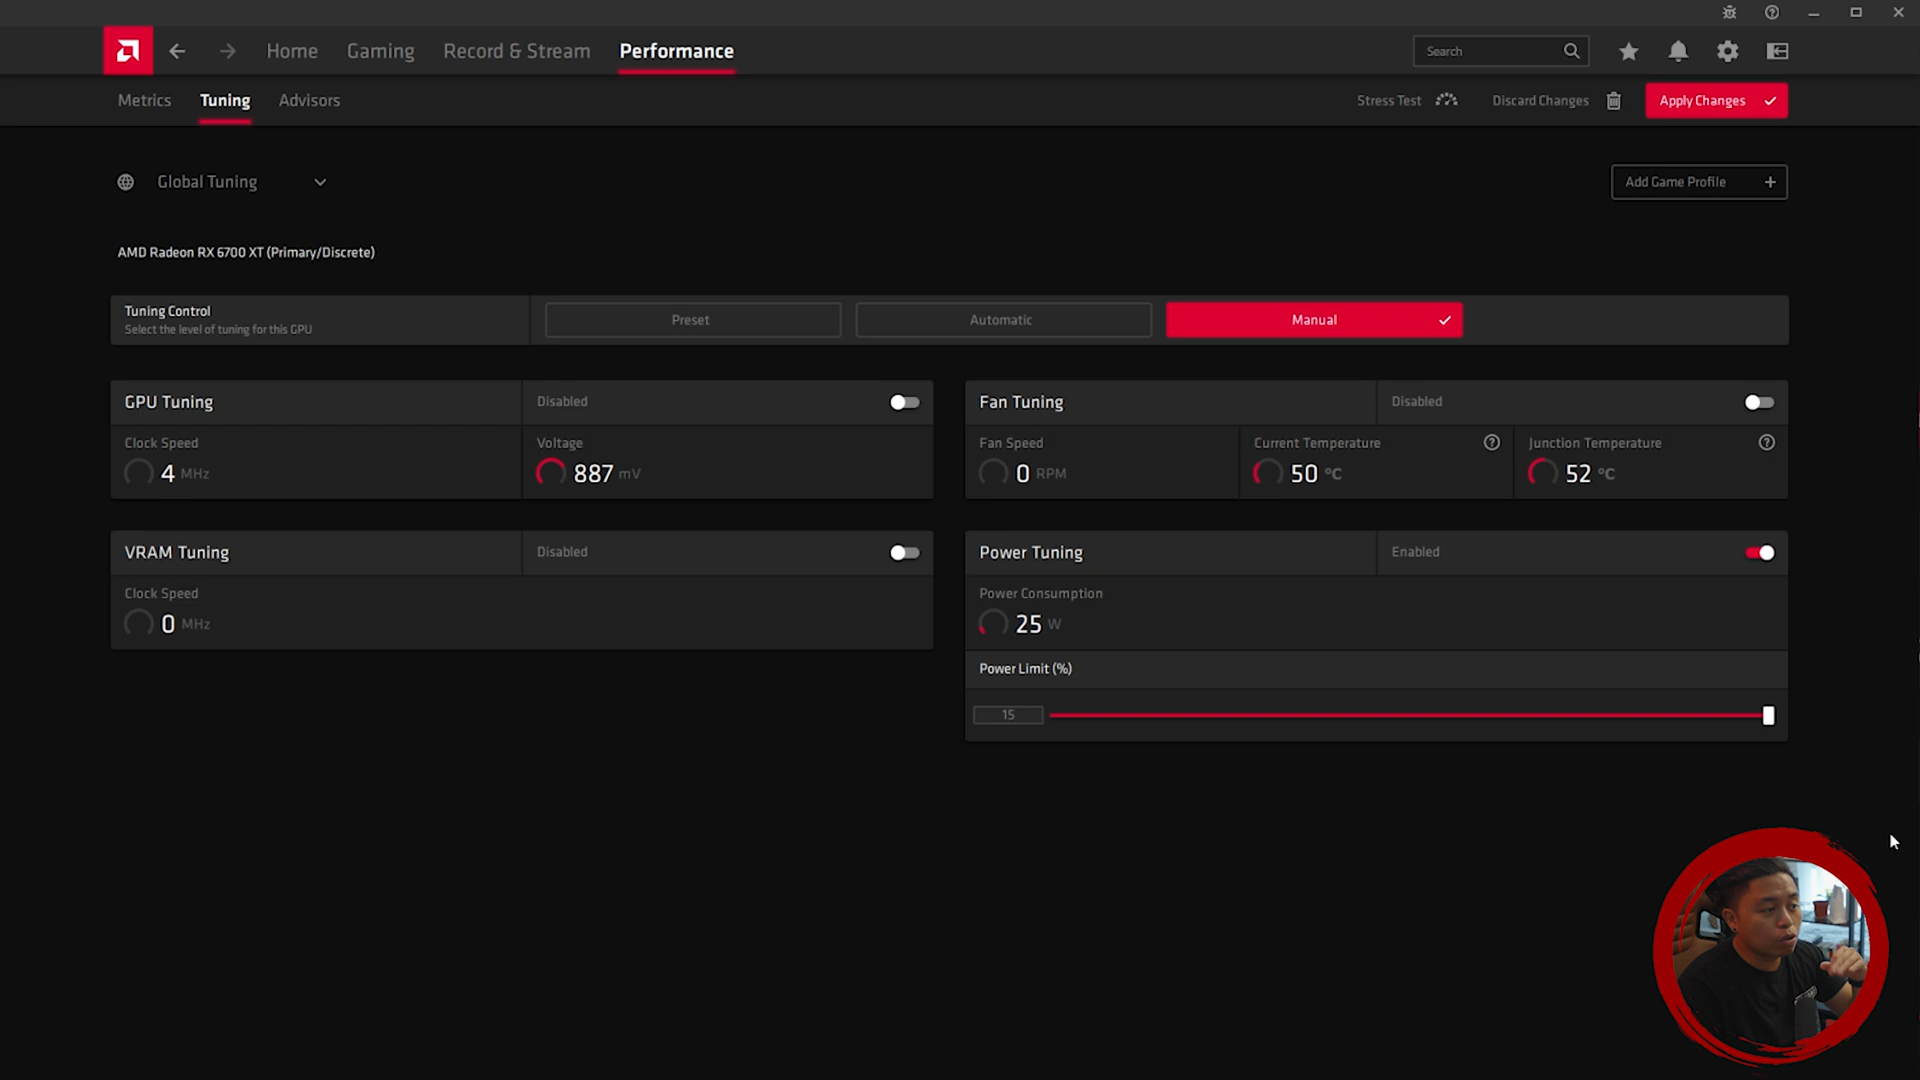 Home Gaming Record & Stream Performance Search
Metrics Tuning Advisors Stress Test Discard Changes Apply Changes
Global Tuning Add Game Profile
AMD Radeon RX 6700 XT (Primary/Discrete)
Tuning Control
Select the level of tuning for this GPU
Preset Automatic Manual
GPU Tuning Disabled
Clock Speed Voltage
4 MHz 887 mV
Fan Tuning Disabled
Fan Speed Current Temperature Junction Temperature
0 RPM 50 °C 52 °C
VRAM Tuning Disabled
Clock Speed
0 MHz
Power Tuning Enabled
Power Consumption
25 W
Power Limit (%)
15